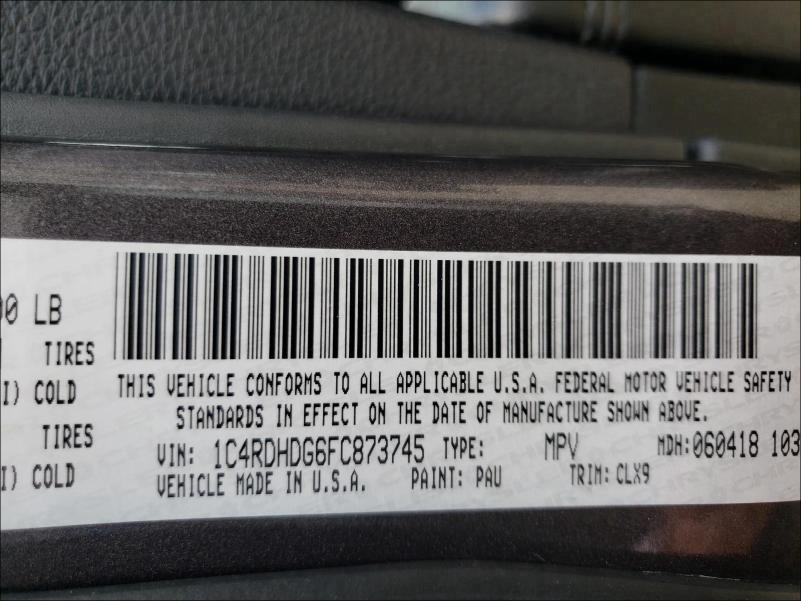 00 LB
TIRES
I) COLD
TIRES
I) COLD
THIS VEHICLE CONFORMS TO ALL APPLICABLE U.S.A. FEDERAL MOTOR VEHICLE SAFETY
STANDARDS IN EFFECT ON THE DATE OF MANUFACTURE SHOWN ABOVE.
VIN: 1C4RDHDG6FC873745 TYPE: MPV MDH:060418 103
VEHICLE MADE IN U.S.A. PAINT: PAU TRIM: CLX9